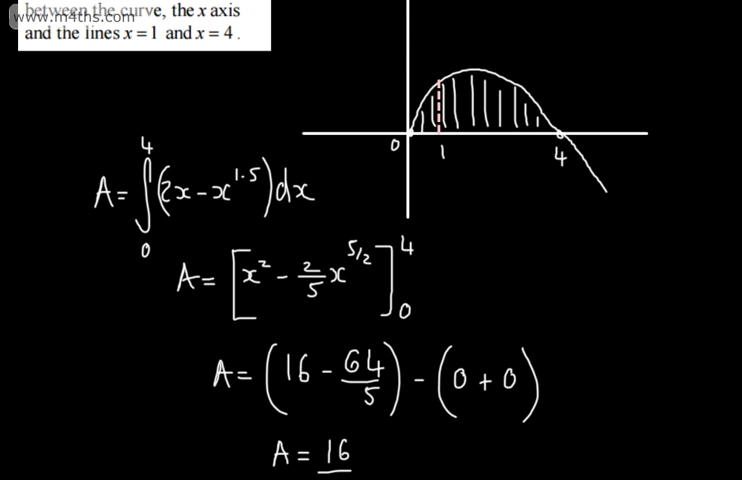 www.m4ths.com
between the curve, the x axis
and the lines x = 1 and x = 4 .
0 1 4
A = ∫₀⁴ (2x - x^1.5) dx
A = [x² - 2/5 x^5/2]₀⁴
A = (16 - 64/5) - (0 + 0)
A = 16